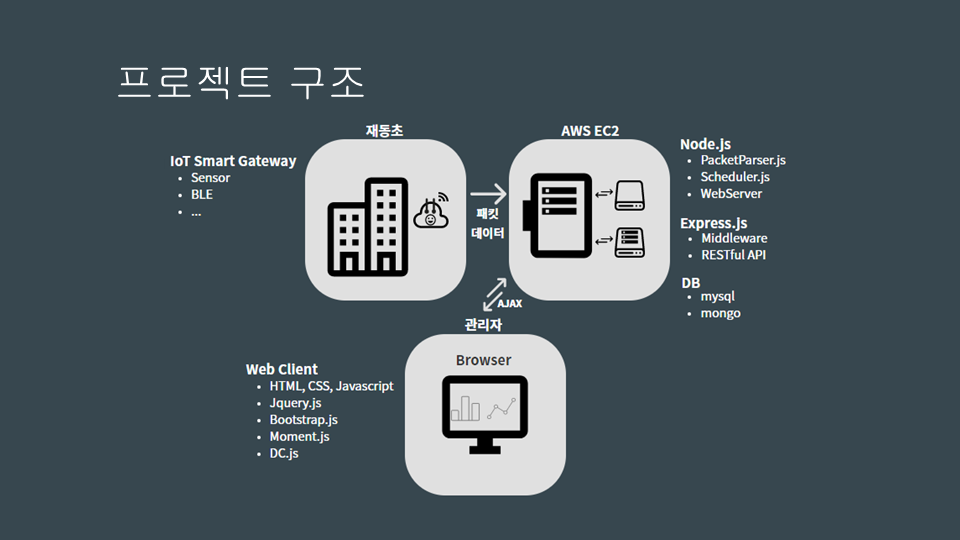 프로젝트 구조
재동초
IoT Smart Gateway
• Sensor
• BLE
• ...
패킷
데이터
AWS EC2
Node.js
• PacketParser.js
• Scheduler.js
• WebServer
Express.js
• Middleware
• RESTful API
DB
• mysql
• mongo
AJAX
관리자
Browser
Web Client
• HTML, CSS, Javascript
• Jquery.js
• Bootstrap.js
• Moment.js
• DC.js